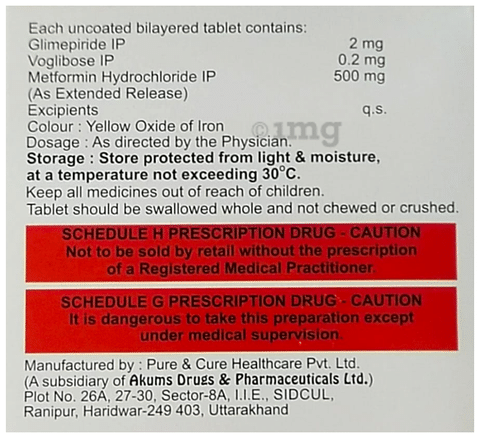 Each uncoated bilayered tablet contains:
Glimepiride IP 2 mg
Voglibose IP 0.2 mg
Metformin Hydrochloride IP 500 mg
(As Extended Release)
Excipients q.s.
Colour : Yellow Oxide of Iron
1mg
Dosage : As directed by the Physician.
Storage : Store protected from light & moisture,
at a temperature not exceeding 30°C.
Keep all medicines out of reach of children.
Tablet should be swallowed whole and not chewed or crushed.
SCHEDULE H PRESCRIPTION DRUG - CAUTION
Not to be sold by retail without the prescription
of a Registered Medical Practitioner.
SCHEDULE G PRESCRIPTION DRUG - CAUTION
It is dangerous to take this preparation except
under medical supervision.
Manufactured by : Pure & Cure Healthcare Pvt. Ltd.
(A subsidiary of Akums Drugs & Pharmaceuticals Ltd.)
Plot No. 26A, 27-30, Sector-8A, I.I.E., SIDCUL,
Ranipur, Haridwar-249 403, Uttarakhand